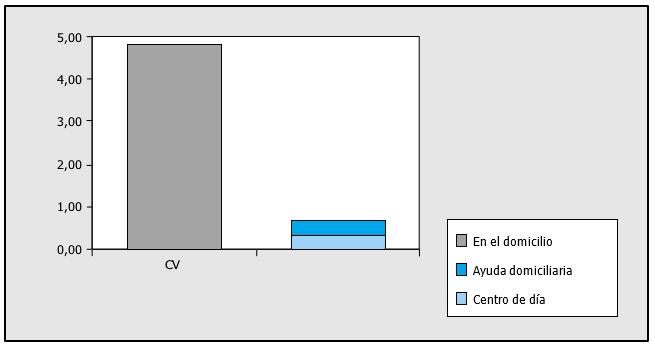 5,00
4,00
3,00
2,00
1,00
0,00
CV
En el domicilio
Ayuda domiciliaria
Centro de día